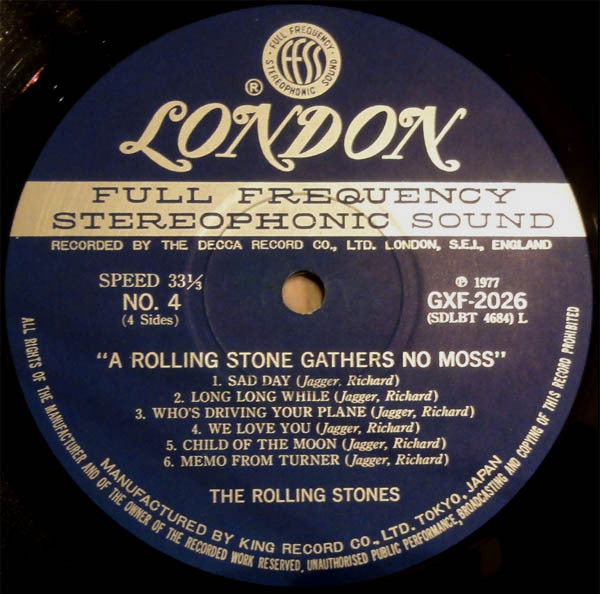 FULL FREQUENCY
FFSS
STEREOPHONIC SOUND
®
LONDON
FULL FREQUENCY
STEREOPHONIC SOUND
RECORDED BY THE DECCA RECORD CO., LTD. LONDON, S.E.I., ENGLAND
SPEED 33⅓
NO. 4
(4 Sides)
℗ 1977
GXF-2026
(SDLBT 4684) L
"A ROLLING STONE GATHERS NO MOSS"
1. SAD DAY (Jagger, Richard)
2. LONG LONG WHILE (Jagger, Richard)
3. WHO'S DRIVING YOUR PLANE (Jagger, Richard)
4. WE LOVE YOU (Jagger, Richard)
5. CHILD OF THE MOON (Jagger, Richard)
6. MEMO FROM TURNER (Jagger, Richard)
THE ROLLING STONES
MANUFACTURED BY KING RECORD CO., LTD. TOKYO. JAPAN
ALL RIGHTS OF THE MANUFACTURER AND OF THE OWNER OF THE RECORDED WORK RESERVED, UNAUTHORISED PUBLIC PERFORMANCE, BROADCASTING AND COPYING OF THIS RECORD PROHIBITED